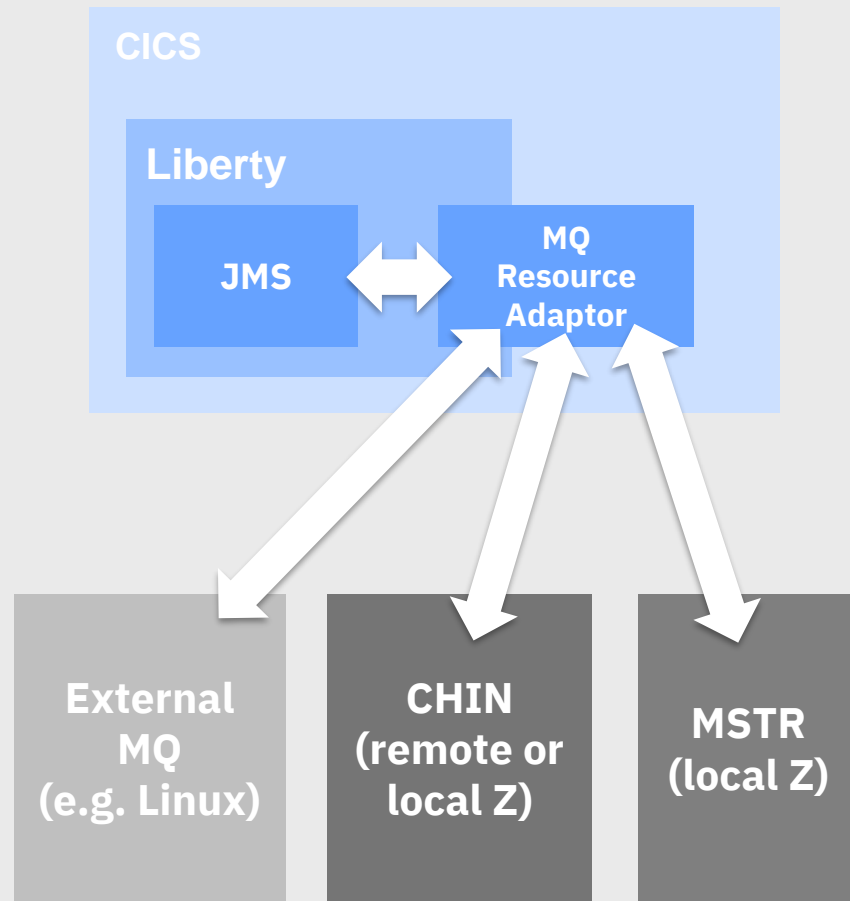 CICS
Liberty
JMS
MQ
Resource
Adaptor
External
MQ
(e.g. Linux)
CHIN
(remote or
local Z)
MSTR
(local Z)